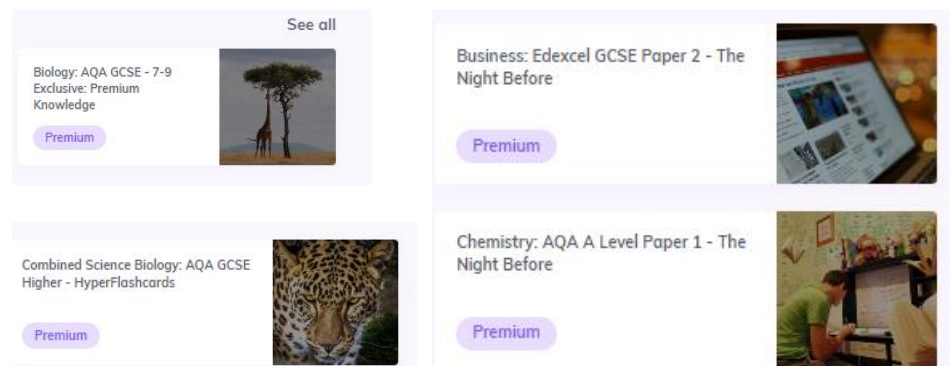 See all
Biology: AQA GCSE - 7-9
Exclusive: Premium
Knowledge
Premium
Combined Science Biology: AQA GCSE
Higher - HyperFlashcards
Premium
Business: Edexcel GCSE Paper 2 - The
Night Before
Premium
Chemistry: AQA A Level Paper 1 - The
Night Before
Premium